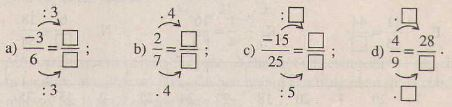 : 3 . 4 : □ . □
a) −3/6 = □/□ ; b) 2/7 = □/□ ; c) −15/25 = □/□ ; d) 4/9 = 28/□ .
: 3 . 4 : 5 . □